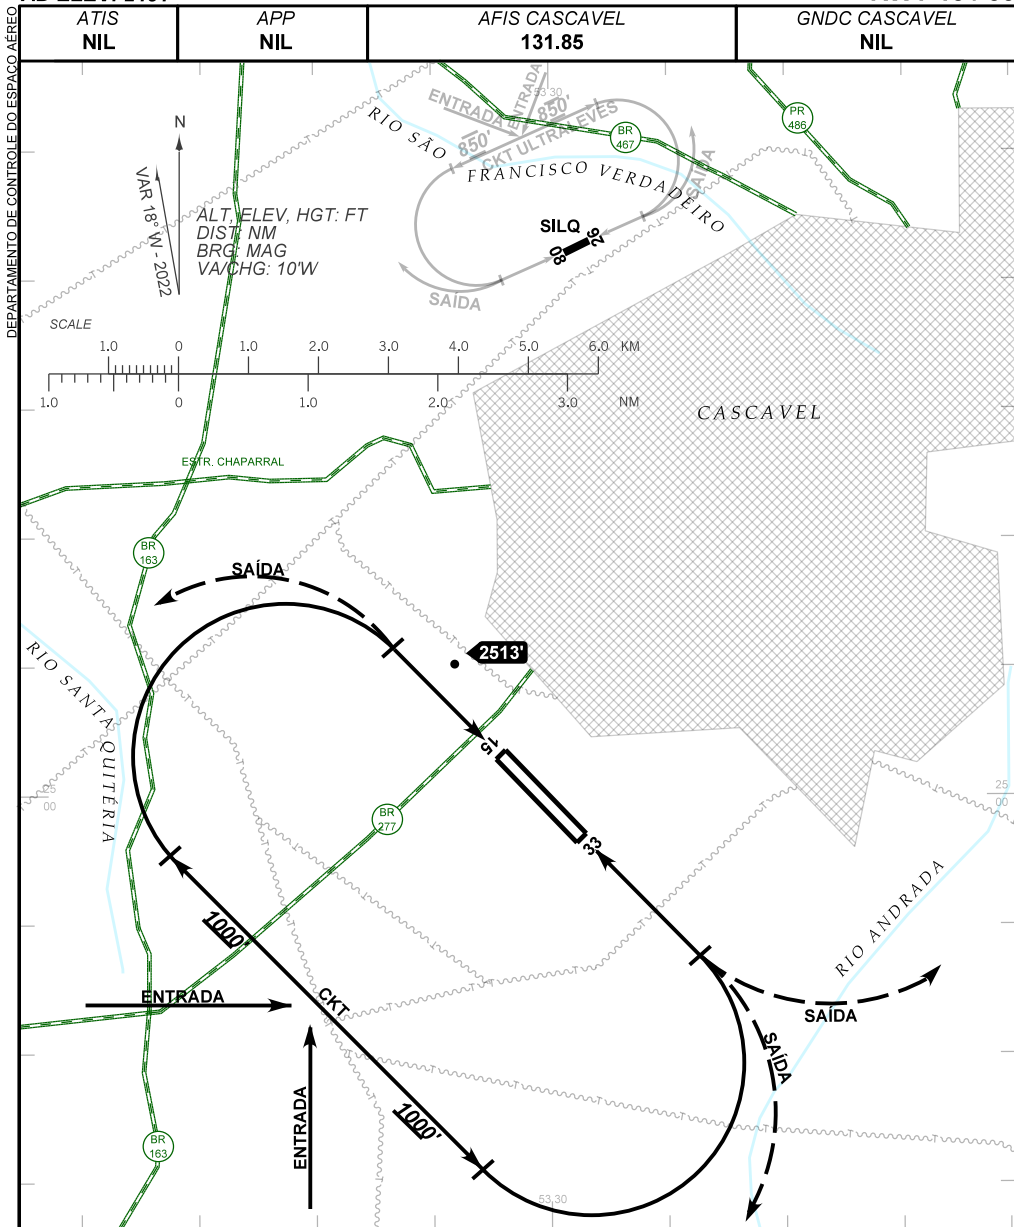 ATIS
NIL
APP
NIL
AFIS CASCAVEL
131.85
GNDC CASCAVEL
NIL
DEPARTAMENTO DE CONTROLE DO ESPAÇO AÉREO
N
VAR 18° W - 2022
ALT, ELEV, HGT: FT
DIST: NM
BRG: MAG
VA/CHG: 10'W
SCALE
1.0 0 1.0 2.0 3.0 4.0 5.0 6.0 KM
1.0 0 1.0 2.0 3.0 NM
RIO SÃO
FRANCISCO VERDADEIRO
ENTRADA
ENTRADA
53 30
850'
850'
CKT ULTRALEVES
SAÍDA
SAÍDA
SILQ
08
26
BR
467
PR
486
CASCAVEL
ESTR. CHAPARRAL
BR
163
SAÍDA
2513'
RIO SANTA
QUITÉRIA
25
00
25
00
15
33
BR
277
1000'
CKT
1000'
ENTRADA
ENTRADA
RIO ANDRADA
SAÍDA
SAÍDA
BR
163
53 30